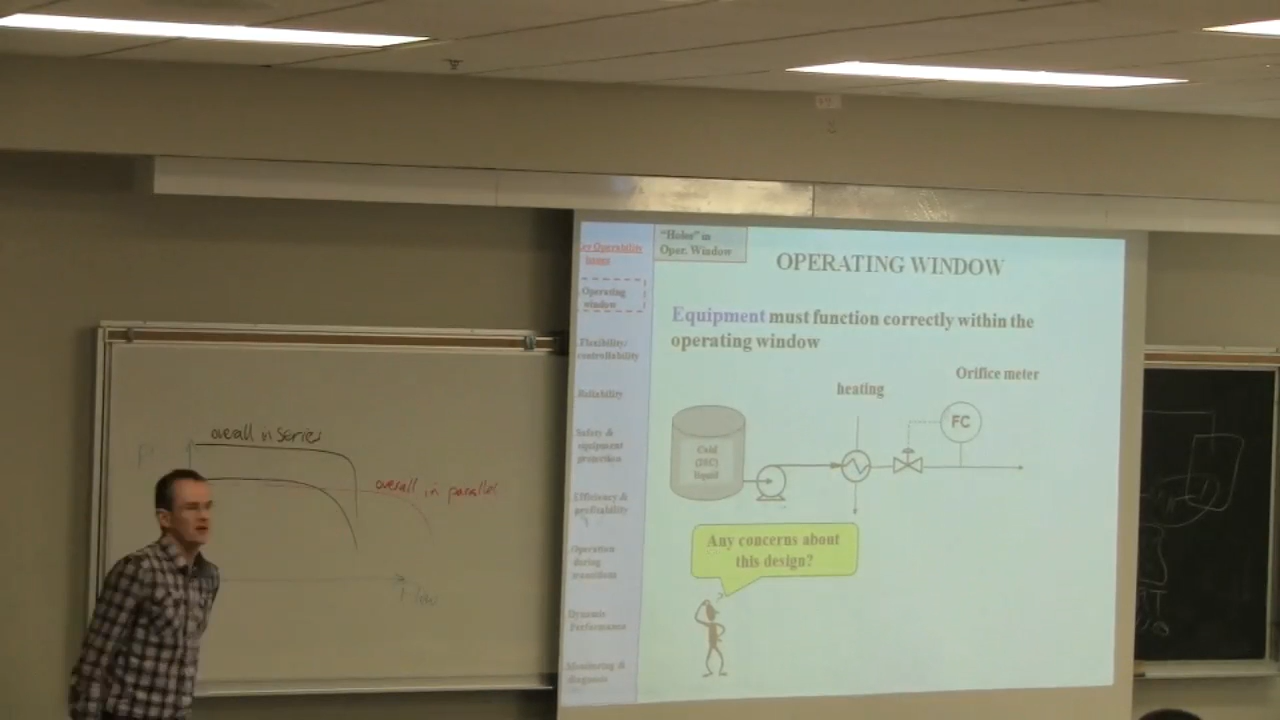 overall in series
overall in parallel
Flow
Operability
Issues
Operating
window
Flexibility/
controllability
Reliability
Safety &
equipment
protection
Efficiency &
profitability
Operation
during
transitions
Dynamic
Performance
Monitoring &
diagnosis
"Holes" in
Oper. Window
OPERATING WINDOW
Equipment must function correctly within the
operating window
Orifice meter
heating
FC
Cold
liquid
Any concerns about
this design?